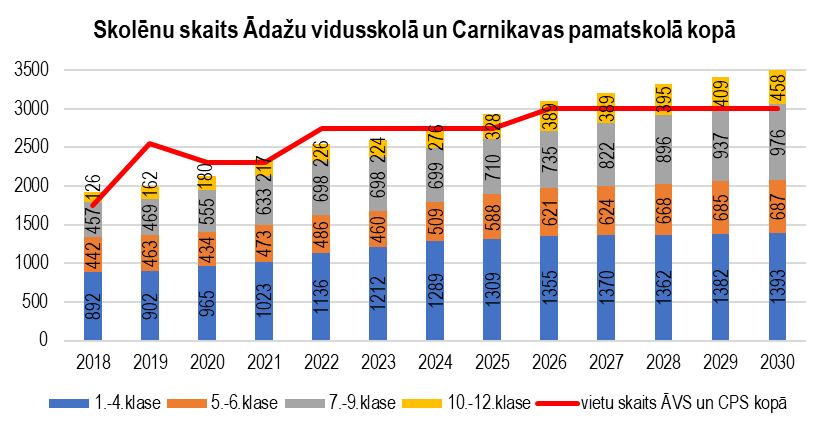 Skolēnu skaits Ādažu vidusskolā un Carnikavas pamatskolā kopā
3500
3000
2500
2000
1500
1000
500
0
126 162 180 217 226 224 276 328 389 389 395 409 458
457 469 555 633 698 698 699 710 735 822 896 937 976
442 463 434 473 486 460 509 588 621 624 668 685 687
892 902 965 1023 1136 1212 1289 1309 1355 1370 1362 1382 1393
2018 2019 2020 2021 2022 2023 2024 2025 2026 2027 2028 2029 2030
1.-4.klase 5.-6.klase 7.-9.klase 10.-12.klase vietu skaits ĀVS un CPS kopā